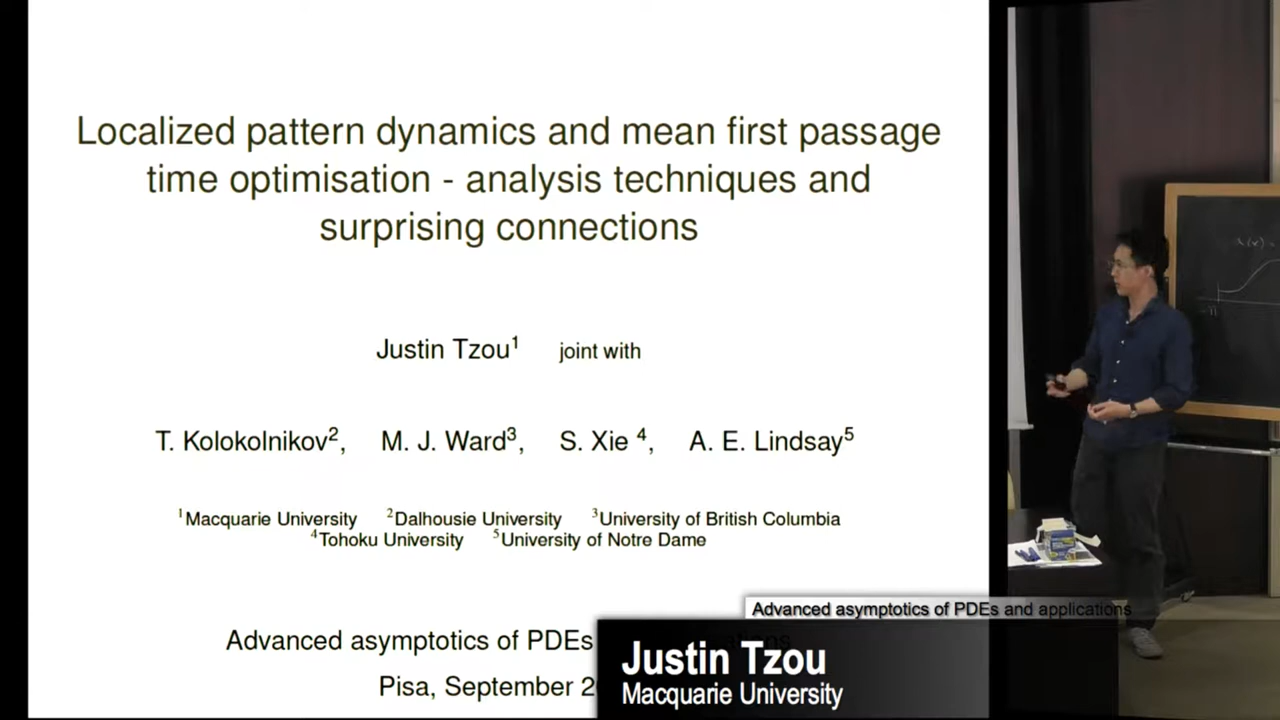 Localized pattern dynamics and mean first passage
time optimisation - analysis techniques and
surprising connections
Justin Tzou¹ joint with
T. Kolokolnikov², M. J. Ward³, S. Xie ⁴, A. E. Lindsay⁵
¹Macquarie University ²Dalhousie University ³University of British Columbia
⁴Tohoku University ⁵University of Notre Dame
Advanced asymptotics of PDEs
Pisa, September 2
Advanced asymptotics of PDEs and applications
Justin Tzou
Macquarie University